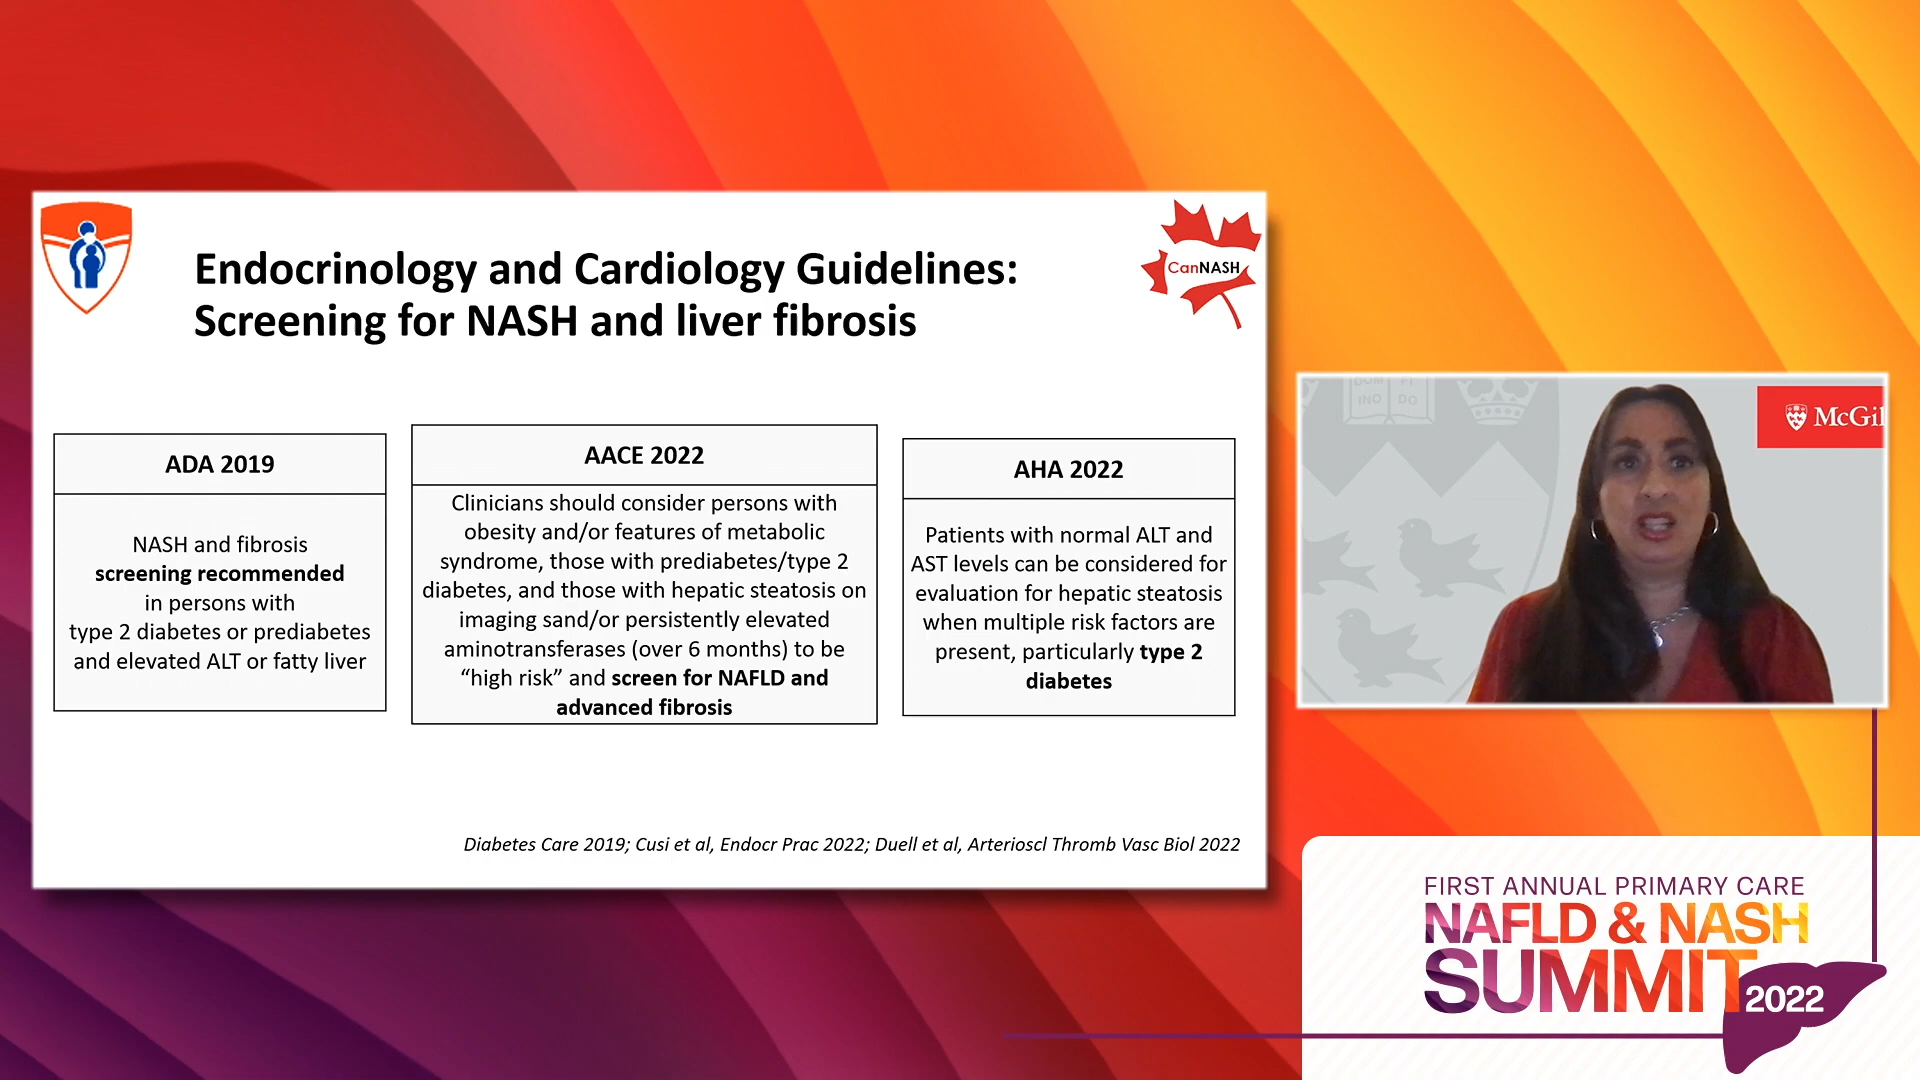 Endocrinology and Cardiology Guidelines:
Screening for NASH and liver fibrosis
CanNASH
ADA 2019
NASH and fibrosis
screening recommended
in persons with
type 2 diabetes or prediabetes
and elevated ALT or fatty liver
AACE 2022
Clinicians should consider persons with
obesity and/or features of metabolic
syndrome, those with prediabetes/type 2
diabetes, and those with hepatic steatosis on
imaging sand/or persistently elevated
aminotransferases (over 6 months) to be
“high risk” and screen for NAFLD and
advanced fibrosis
AHA 2022
Patients with normal ALT and
AST levels can be considered for
evaluation for hepatic steatosis
when multiple risk factors are
present, particularly type 2
diabetes
Diabetes Care 2019; Cusi et al, Endocr Prac 2022; Duell et al, Arterioscl Thromb Vasc Biol 2022
COM FI
INO DO
McGil
FIRST ANNUAL PRIMARY CARE
NAFLD & NASH
SUMMIT
2022